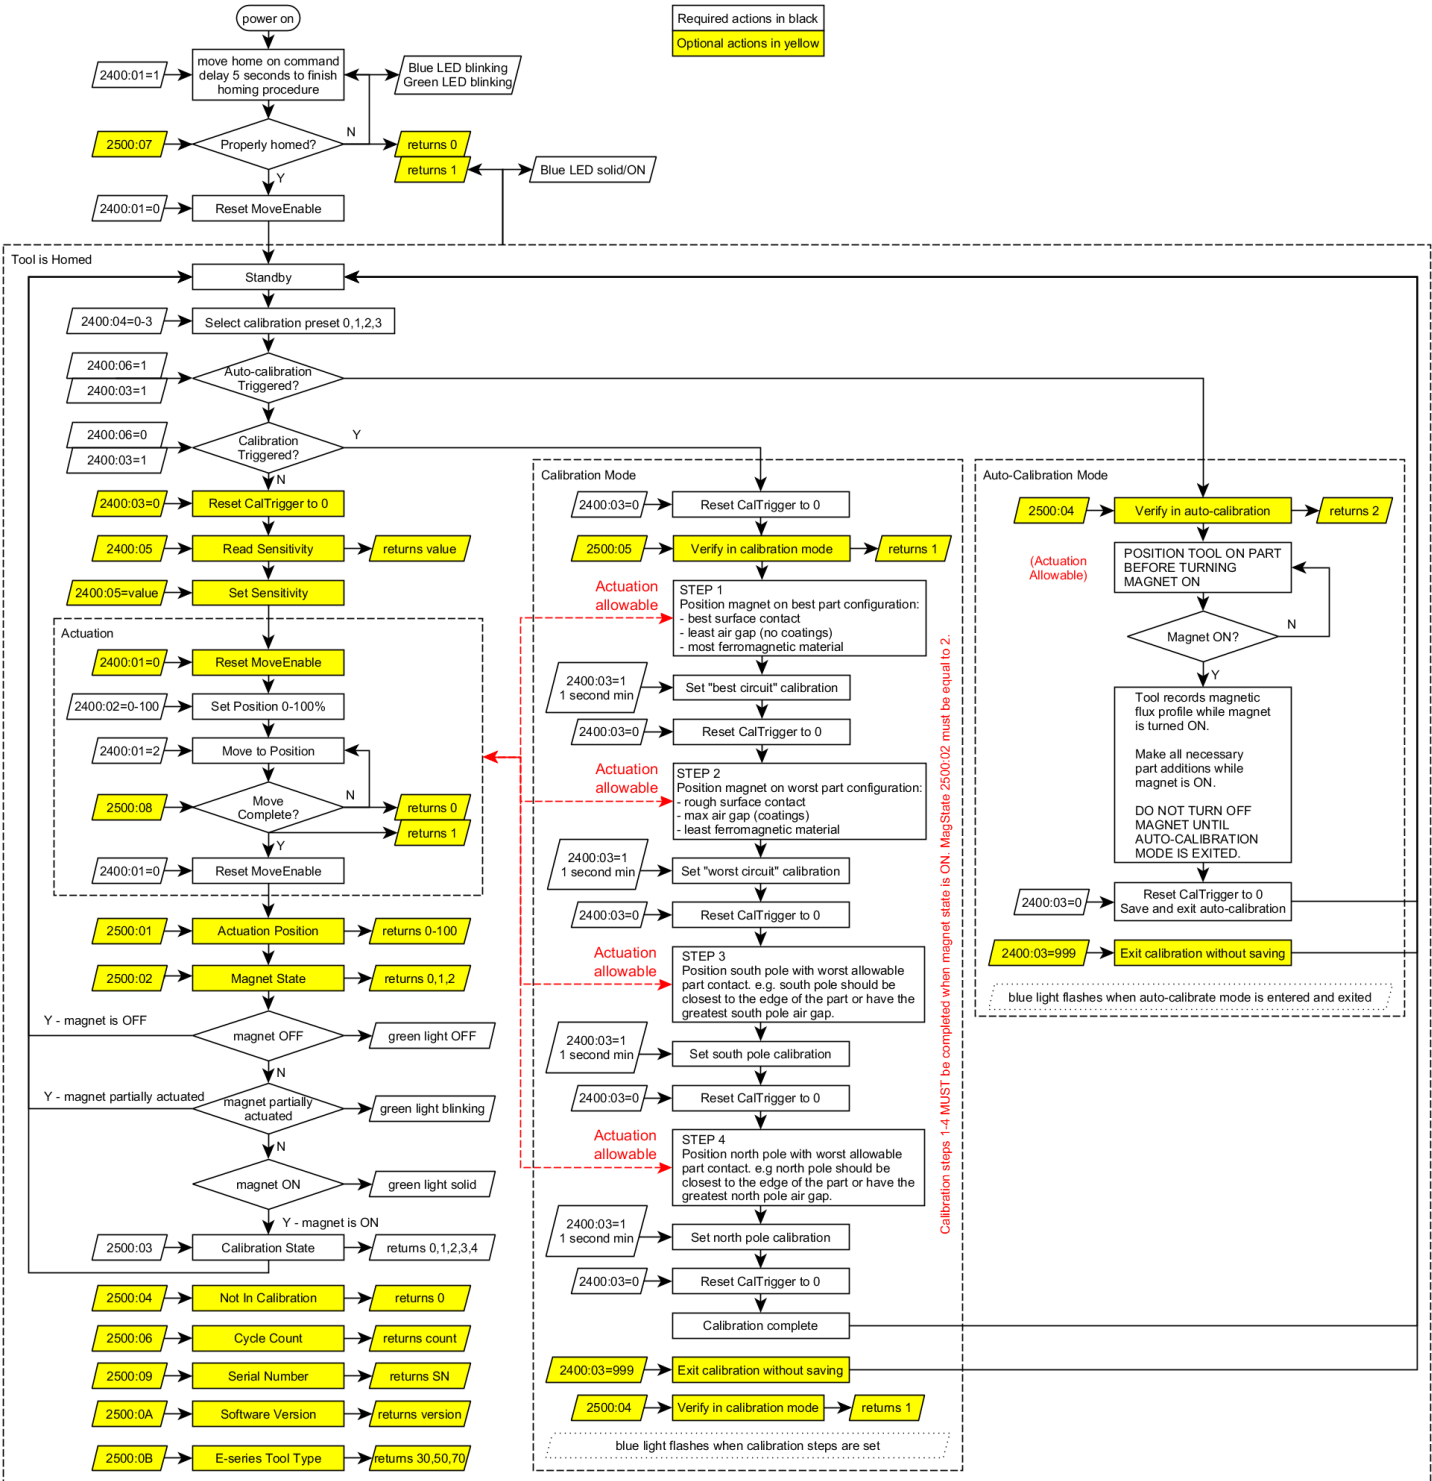 power on
Required actions in black
Optional actions in yellow
2400:01=1
move home on command
delay 5 seconds to finish
homing procedure
Blue LED blinking
Green LED blinking
2500:07
Properly homed?
N
returns 0
returns 1
Blue LED solid/ON
Y
2400:01=0
Reset MoveEnable
Tool is Homed
Standby
2400:04=0-3
Select calibration preset 0,1,2,3
2400:06=1
2400:03=1
Auto-calibration
Triggered?
2400:06=0
2400:03=1
Calibration
Triggered?
Y
N
2400:03=0
Reset CalTrigger to 0
2400:05
Read Sensitivity
returns value
2400:05=value
Set Sensitivity
Actuation
2400:01=0
Reset MoveEnable
2400:02=0-100
Set Position 0-100%
2400:01=2
Move to Position
2500:08
Move
Complete?
N
returns 0
returns 1
Y
2400:01=0
Reset MoveEnable
2500:01
Actuation Position
returns 0-100
2500:02
Magnet State
returns 0,1,2
Y - magnet is OFF
magnet OFF
green light OFF
N
Y - magnet partially actuated
magnet partially
actuated
green light blinking
N
magnet ON
green light solid
Y - magnet is ON
2500:03
Calibration State
returns 0,1,2,3,4
2500:04
Not In Calibration
returns 0
2500:06
Cycle Count
returns count
2500:09
Serial Number
returns SN
2500:0A
Software Version
returns version
2500:0B
E-series Tool Type
returns 30,50,70
Calibration Mode
2400:03=0
Reset CalTrigger to 0
2500:05
Verify in calibration mode
returns 1
Actuation
allowable
STEP 1
Position magnet on best part configuration:
- best surface contact
- least air gap (no coatings)
- most ferromagnetic material
2400:03=1
1 second min
Set "best circuit" calibration
2400:03=0
Reset CalTrigger to 0
Actuation
allowable
STEP 2
Position magnet on worst part configuration:
- rough surface contact
- max air gap (coatings)
- least ferromagnetic material
2400:03=1
1 second min
Set "worst circuit" calibration
2400:03=0
Reset CalTrigger to 0
Actuation
allowable
STEP 3
Position south pole with worst allowable
part contact. e.g. south pole should be
closest to the edge of the part or have the
greatest south pole air gap.
2400:03=1
1 second min
Set south pole calibration
2400:03=0
Reset CalTrigger to 0
Actuation
allowable
STEP 4
Position north pole with worst allowable
part contact. e.g north pole should be
closest to the edge of the part or have the
greatest north pole air gap.
2400:03=1
1 second min
Set north pole calibration
2400:03=0
Reset CalTrigger to 0
Calibration complete
2400:03=999
Exit calibration without saving
2500:04
Verify in calibration mode
returns 1
blue light flashes when calibration steps are set
Calibration steps 1-4 MUST be completed when magnet state is ON. MagState 2500:02 must be equal to 2.
Auto-Calibration Mode
2500:04
Verify in auto-calibration
returns 2
(Actuation
Allowable)
POSITION TOOL ON PART
BEFORE TURNING
MAGNET ON
Magnet ON?
N
Y
Tool records magnetic
flux profile while magnet
is turned ON.
Make all necessary
part additions while
magnet is ON.
DO NOT TURN OFF
MAGNET UNTIL
AUTO-CALIBRATION
MODE IS EXITED.
2400:03=0
Reset CalTrigger to 0
Save and exit auto-calibration
2400:03=999
Exit calibration without saving
blue light flashes when auto-calibrate mode is entered and exited